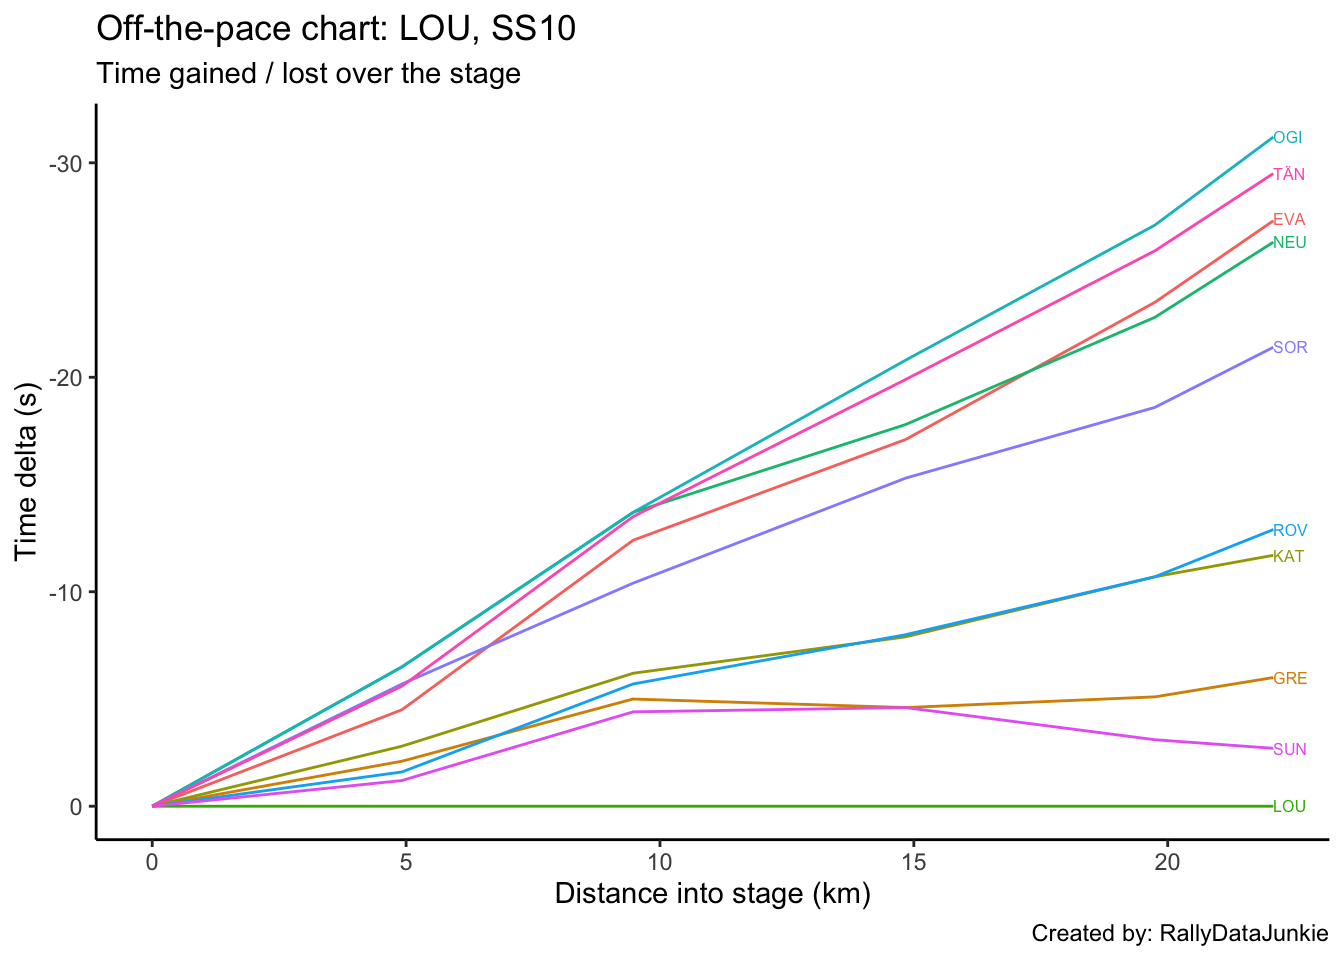 Off-the-pace chart: LOU, SS10
Time gained / lost over the stage
OGI
-30
TÄN
EVA
NEU
SOR
-20
Time delta (s)
ROV
KAT
-10
GRE
SUN
0
LOU
0 5 10 15 20
Distance into stage (km)
Created by: RallyDataJunkie